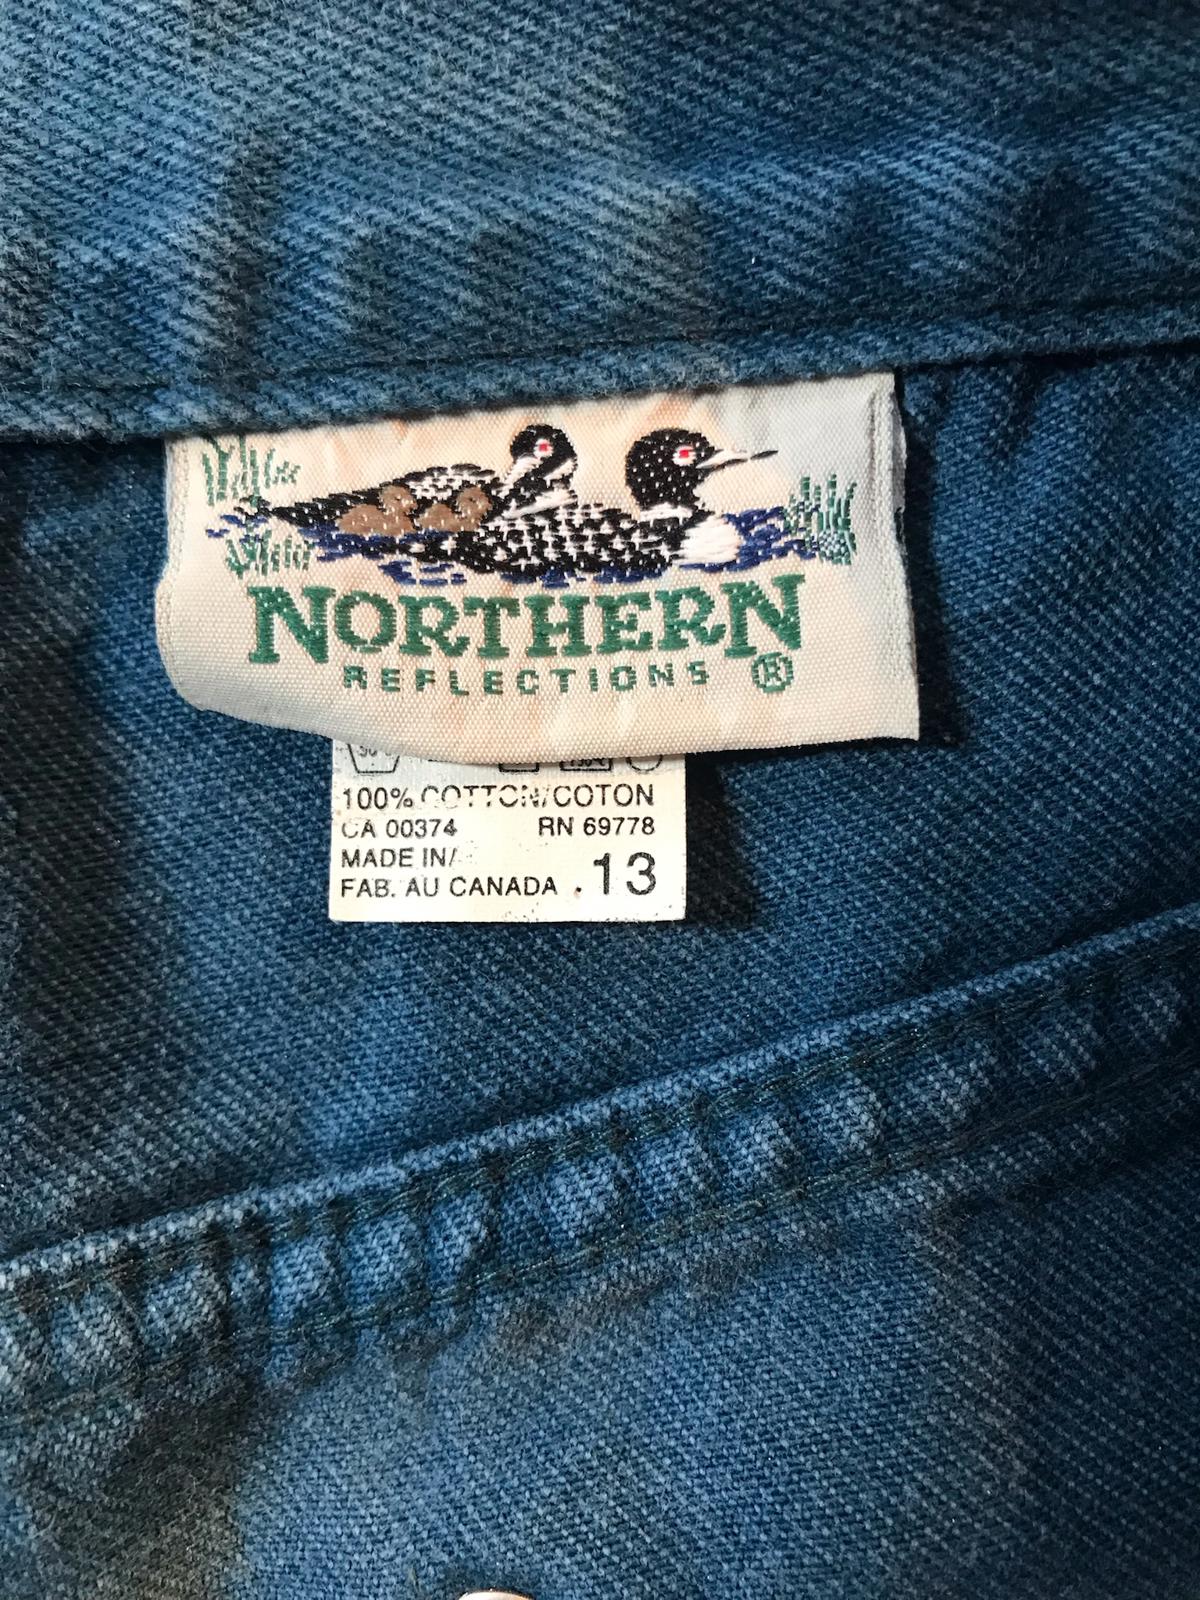 NORTHERN
REFLECTIONS ®
100% COTTON/COTON
CA 00374 RN 69778
MADE IN/
FAB. AU CANADA .13